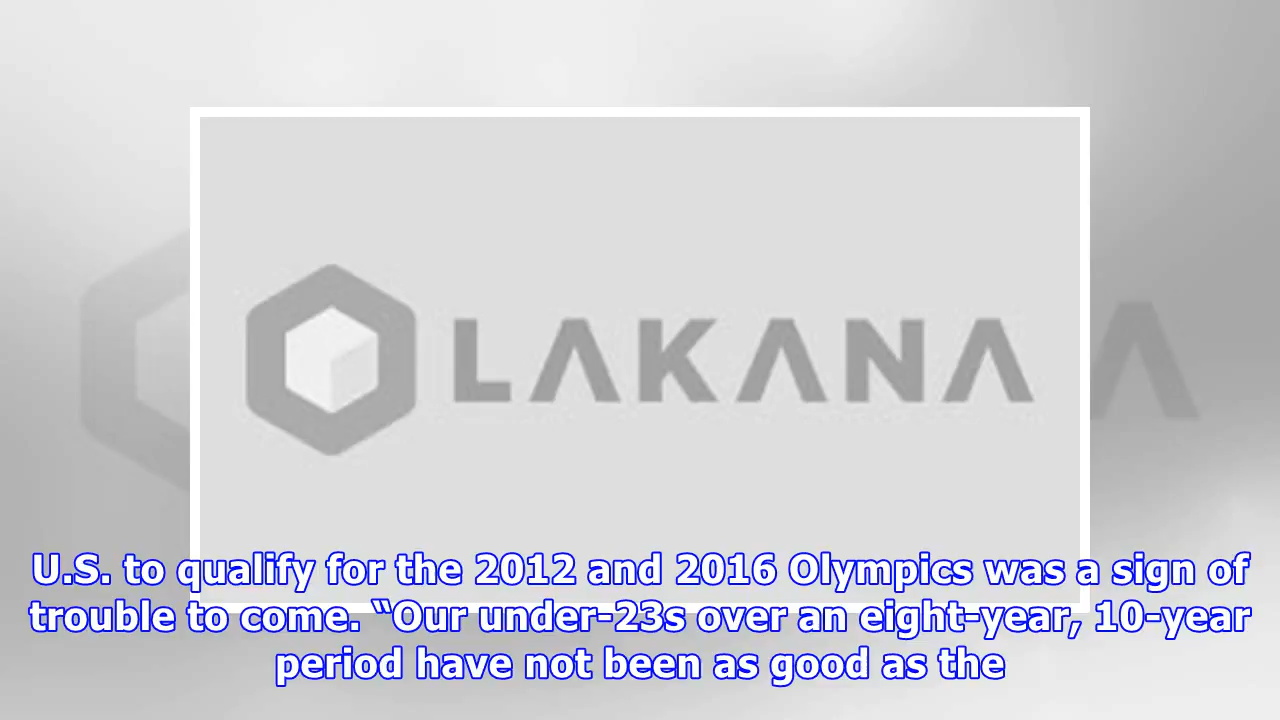 LAKANA
U.S. to qualify for the 2012 and 2016 Olympics was a sign of
trouble to come. “Our under-23s over an eight-year, 10-year
period have not been as good as the